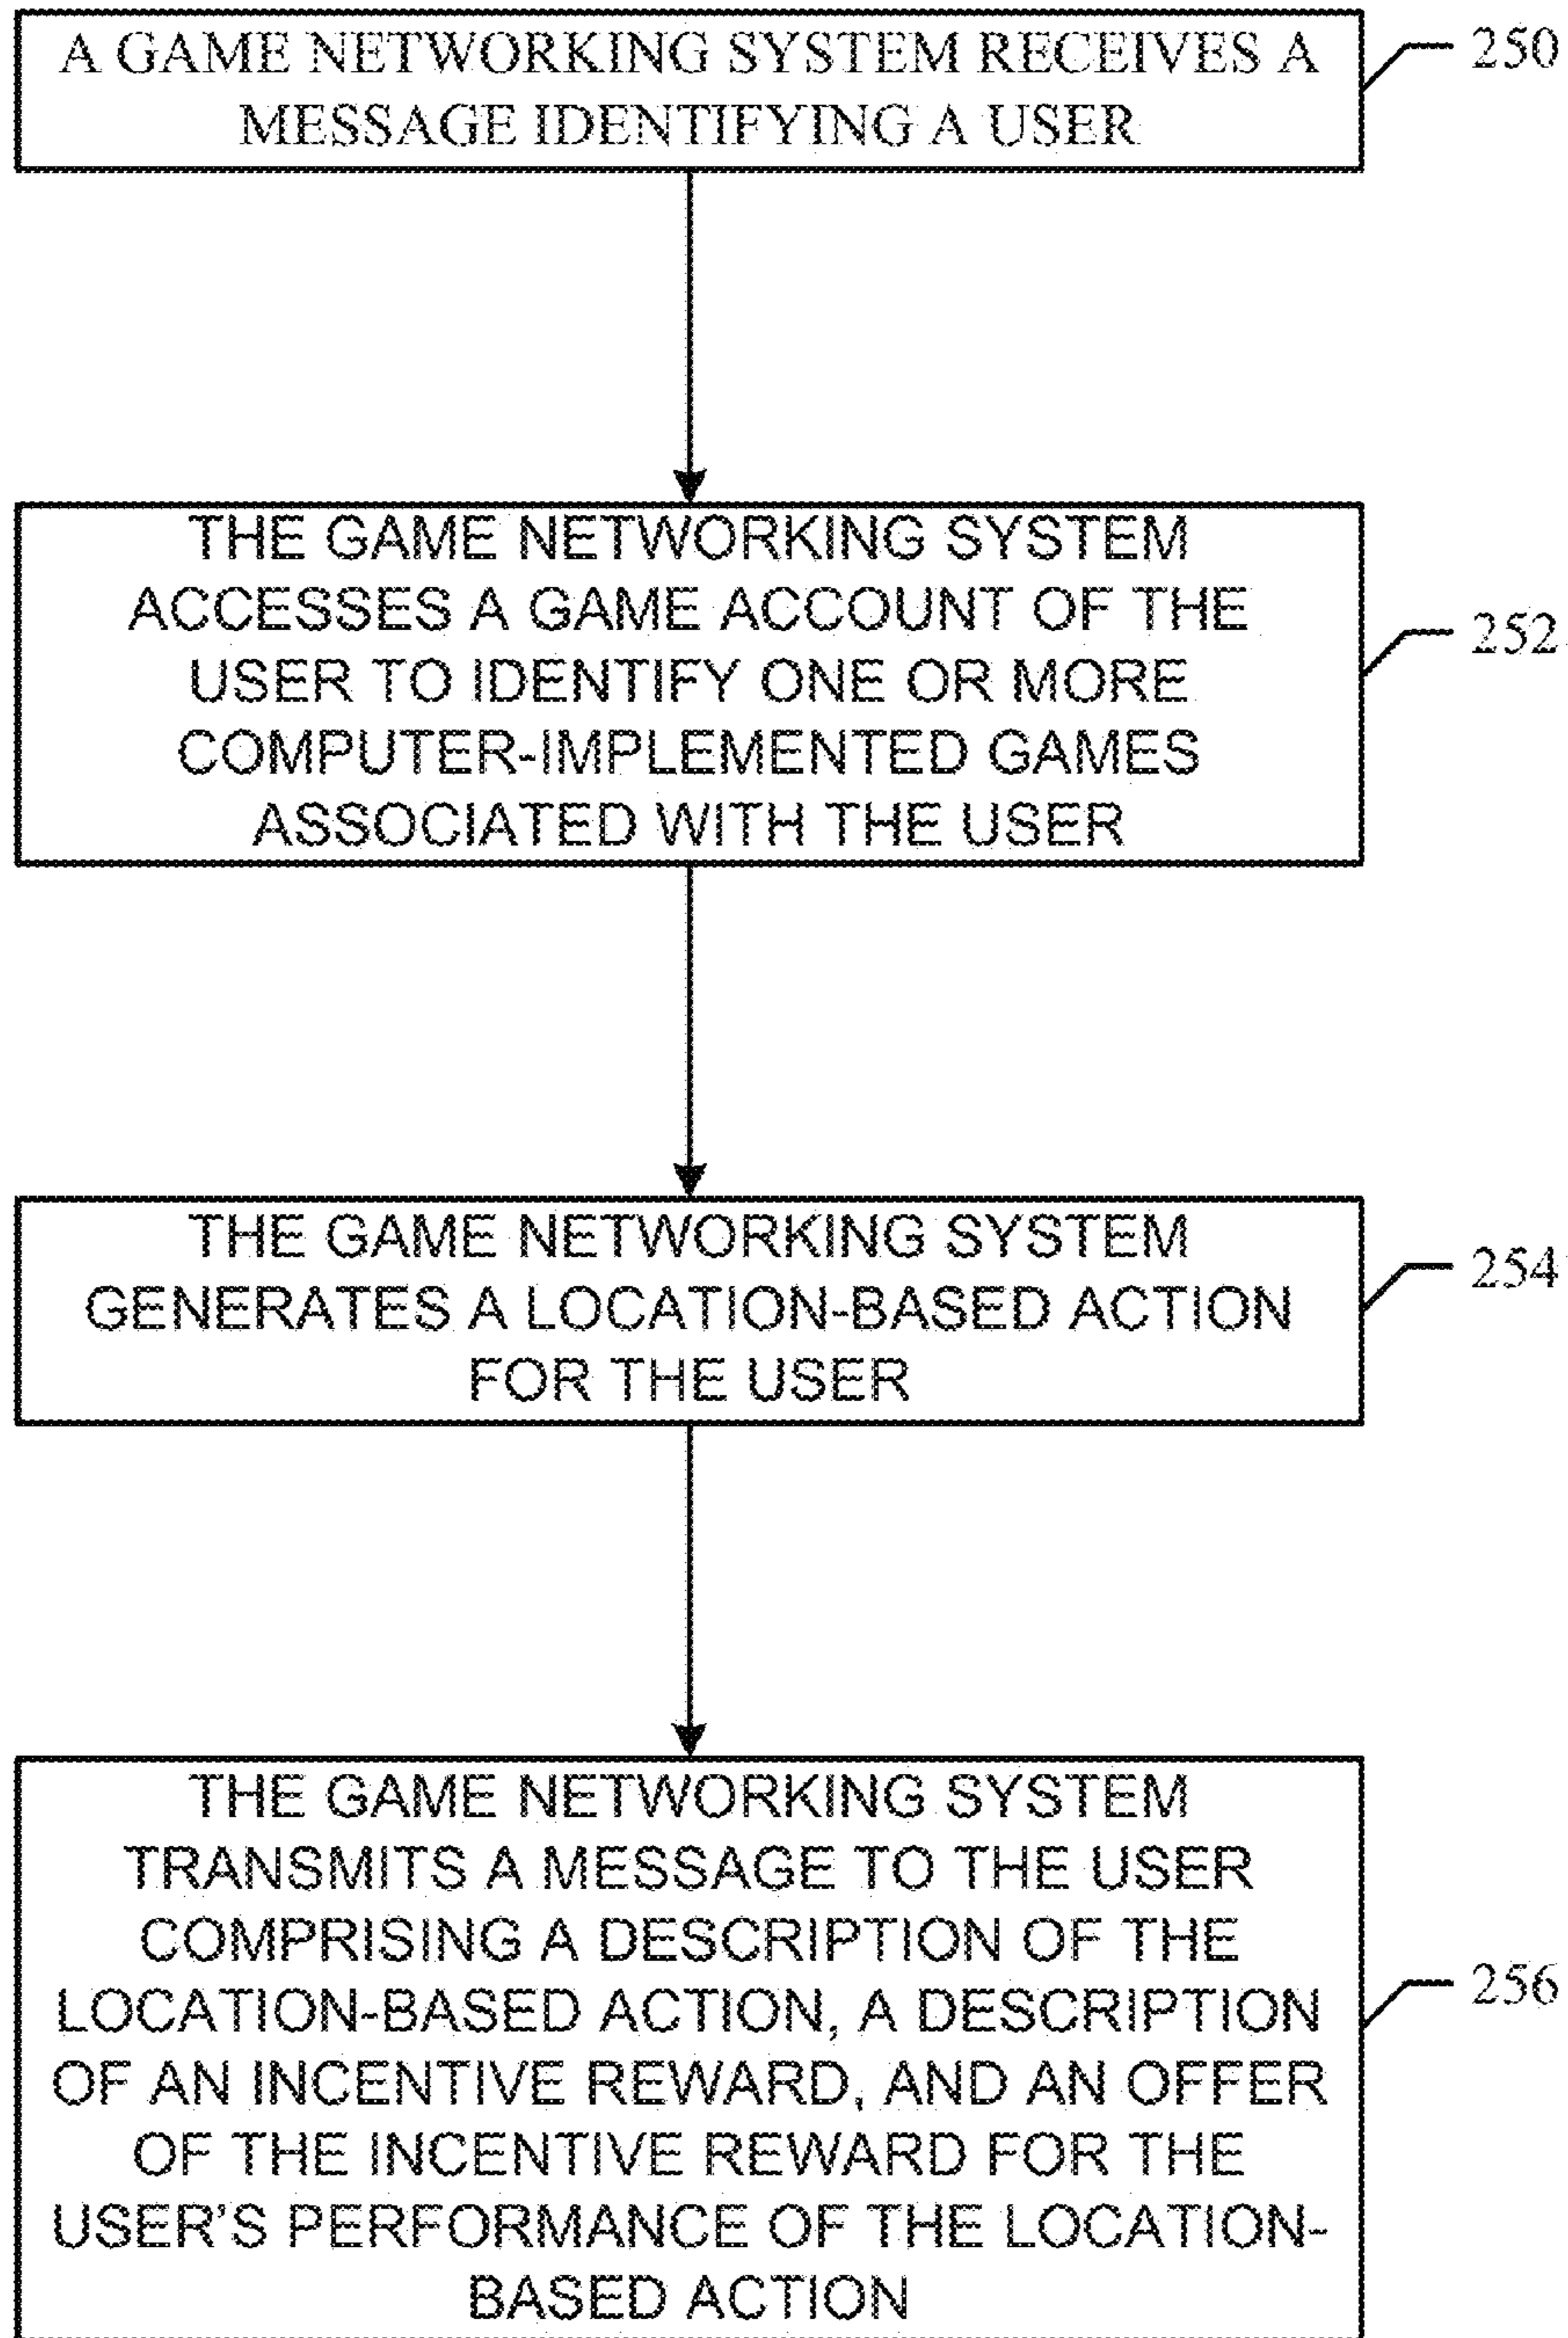 A GAME NETWORKING SYSTEM RECEIVES A
MESSAGE IDENTIFYING A USER
250
THE GAME NETWORKING SYSTEM
ACCESSES A GAME ACCOUNT OF THE
USER TO IDENTIFY ONE OR MORE
COMPUTER-IMPLEMENTED GAMES
ASSOCIATED WITH THE USER
252
THE GAME NETWORKING SYSTEM
GENERATES A LOCATION-BASED ACTION
FOR THE USER
254
THE GAME NETWORKING SYSTEM
TRANSMITS A MESSAGE TO THE USER
COMPRISING A DESCRIPTION OF THE
LOCATION-BASED ACTION, A DESCRIPTION
OF AN INCENTIVE REWARD, AND AN OFFER
OF THE INCENTIVE REWARD FOR THE
USER'S PERFORMANCE OF THE LOCATION-
BASED ACTION
256